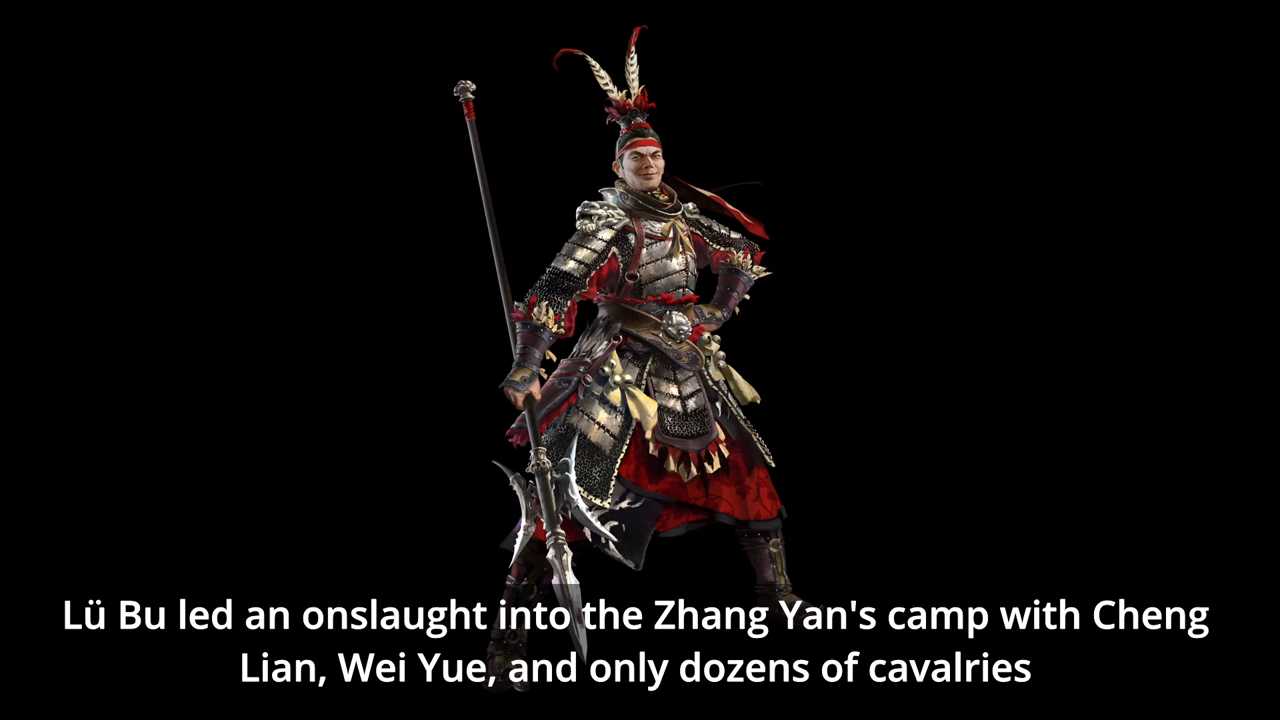 Lü Bu led an onslaught into the Zhang Yan's camp with Cheng
Lian, Wei Yue, and only dozens of cavalries